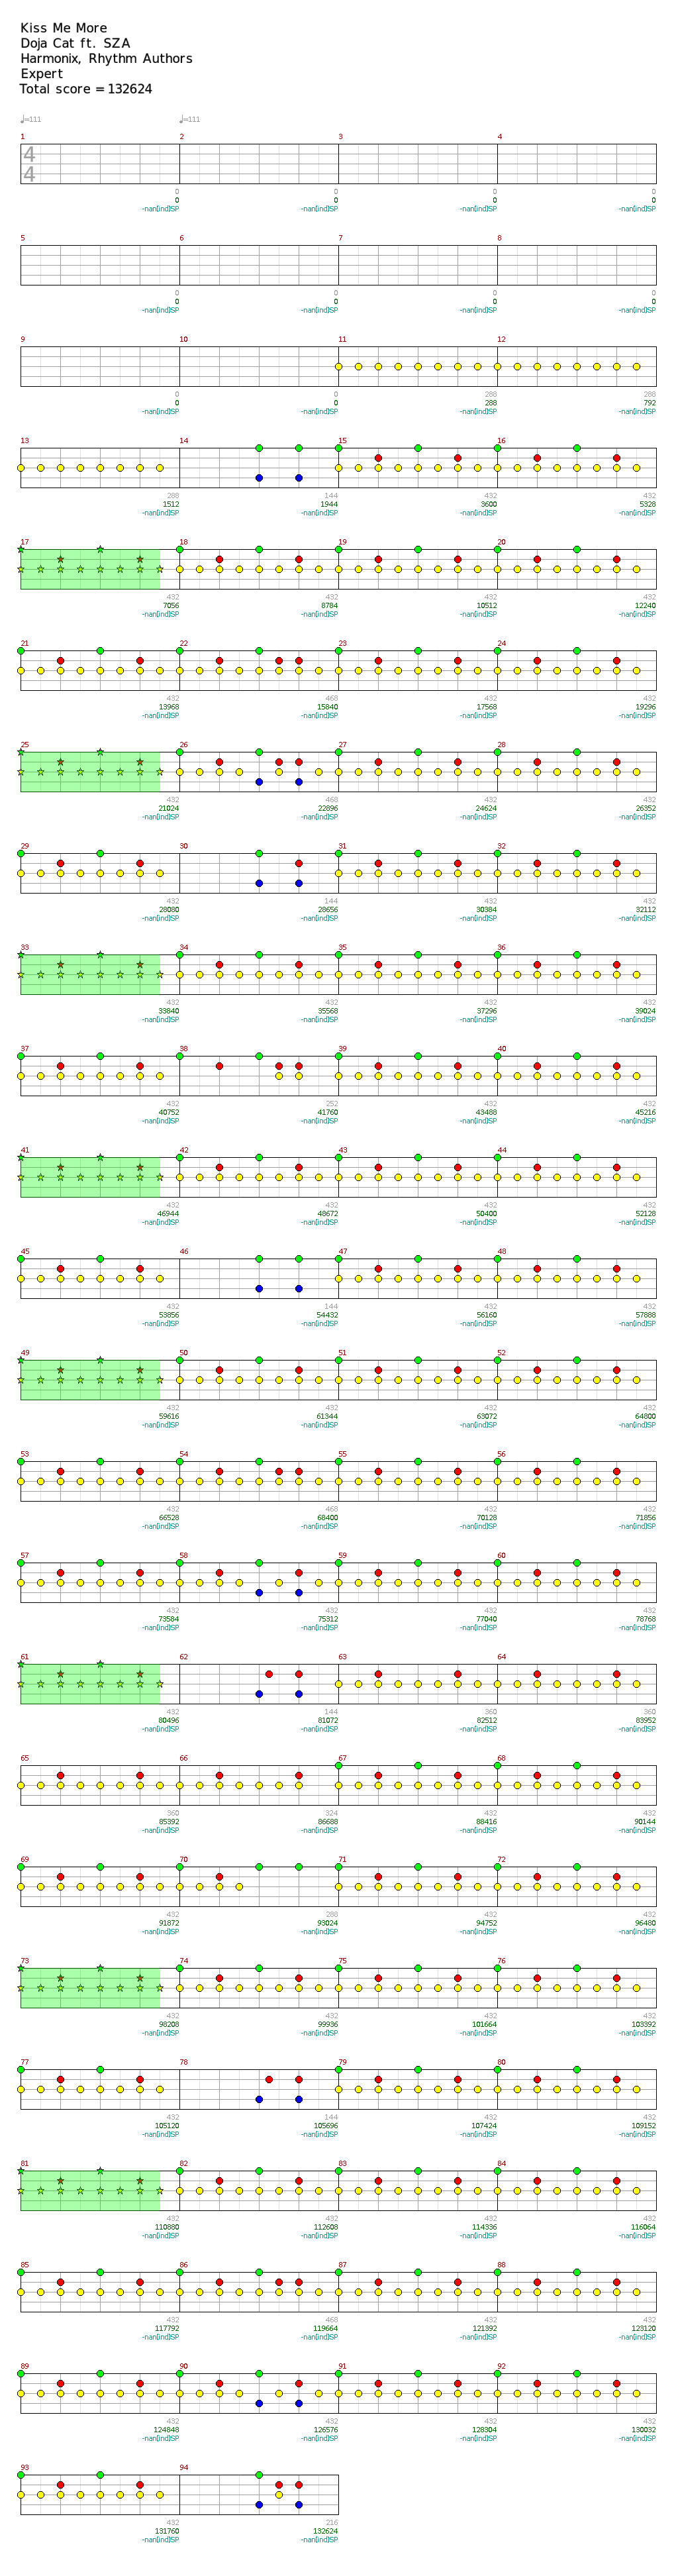 Kiss Me More
Doja Cat ft. SZA
Harmonix, Rhythm Authors
Expert
Total score = 132624
♩=111 ♩=111
1 2 3 4
4
4
0 0 0 0
0 0 0 0
-nan(ind)SP -nan(ind)SP -nan(ind)SP -nan(ind)SP
5 6 7 8
0 0 0 0
0 0 0 0
-nan(ind)SP -nan(ind)SP -nan(ind)SP -nan(ind)SP
9 10 11 12
0 0 288 288
0 0 288 792
-nan(ind)SP -nan(ind)SP -nan(ind)SP -nan(ind)SP
13 14 15 16
288 144 432 432
1512 1944 3600 5328
-nan(ind)SP -nan(ind)SP -nan(ind)SP -nan(ind)SP
17 18 19 20
432 432 432 432
7056 8784 10512 12240
-nan(ind)SP -nan(ind)SP -nan(ind)SP -nan(ind)SP
21 22 23 24
432 468 432 432
13968 15840 17568 19296
-nan(ind)SP -nan(ind)SP -nan(ind)SP -nan(ind)SP
25 26 27 28
432 468 432 432
21024 22896 24624 26352
-nan(ind)SP -nan(ind)SP -nan(ind)SP -nan(ind)SP
29 30 31 32
432 144 432 432
28080 28656 30384 32112
-nan(ind)SP -nan(ind)SP -nan(ind)SP -nan(ind)SP
33 34 35 36
432 432 432 432
33840 35568 37296 39024
-nan(ind)SP -nan(ind)SP -nan(ind)SP -nan(ind)SP
37 38 39 40
432 252 432 432
40752 41760 43488 45216
-nan(ind)SP -nan(ind)SP -nan(ind)SP -nan(ind)SP
41 42 43 44
432 432 432 432
46944 48672 50400 52128
-nan(ind)SP -nan(ind)SP -nan(ind)SP -nan(ind)SP
45 46 47 48
432 144 432 432
53856 54432 56160 57888
-nan(ind)SP -nan(ind)SP -nan(ind)SP -nan(ind)SP
49 50 51 52
432 432 432 432
59616 61344 63072 64800
-nan(ind)SP -nan(ind)SP -nan(ind)SP -nan(ind)SP
53 54 55 56
432 468 432 432
66528 68400 70128 71856
-nan(ind)SP -nan(ind)SP -nan(ind)SP -nan(ind)SP
57 58 59 60
432 432 432 432
73584 75312 77040 78768
-nan(ind)SP -nan(ind)SP -nan(ind)SP -nan(ind)SP
61 62 63 64
432 144 360 360
80496 81072 82512 83952
-nan(ind)SP -nan(ind)SP -nan(ind)SP -nan(ind)SP
65 66 67 68
360 324 432 432
85392 86688 88416 90144
-nan(ind)SP -nan(ind)SP -nan(ind)SP -nan(ind)SP
69 70 71 72
432 288 432 432
91872 93024 94752 96480
-nan(ind)SP -nan(ind)SP -nan(ind)SP -nan(ind)SP
73 74 75 76
432 432 432 432
98208 99936 101664 103392
-nan(ind)SP -nan(ind)SP -nan(ind)SP -nan(ind)SP
77 78 79 80
432 144 432 432
105120 105696 107424 109152
-nan(ind)SP -nan(ind)SP -nan(ind)SP -nan(ind)SP
81 82 83 84
432 432 432 432
110880 112608 114336 116064
-nan(ind)SP -nan(ind)SP -nan(ind)SP -nan(ind)SP
85 86 87 88
432 468 432 432
117792 119664 121392 123120
-nan(ind)SP -nan(ind)SP -nan(ind)SP -nan(ind)SP
89 90 91 92
432 432 432 432
124848 126576 128304 130032
-nan(ind)SP -nan(ind)SP -nan(ind)SP -nan(ind)SP
93 94
432 216
131760 132624
-nan(ind)SP -nan(ind)SP